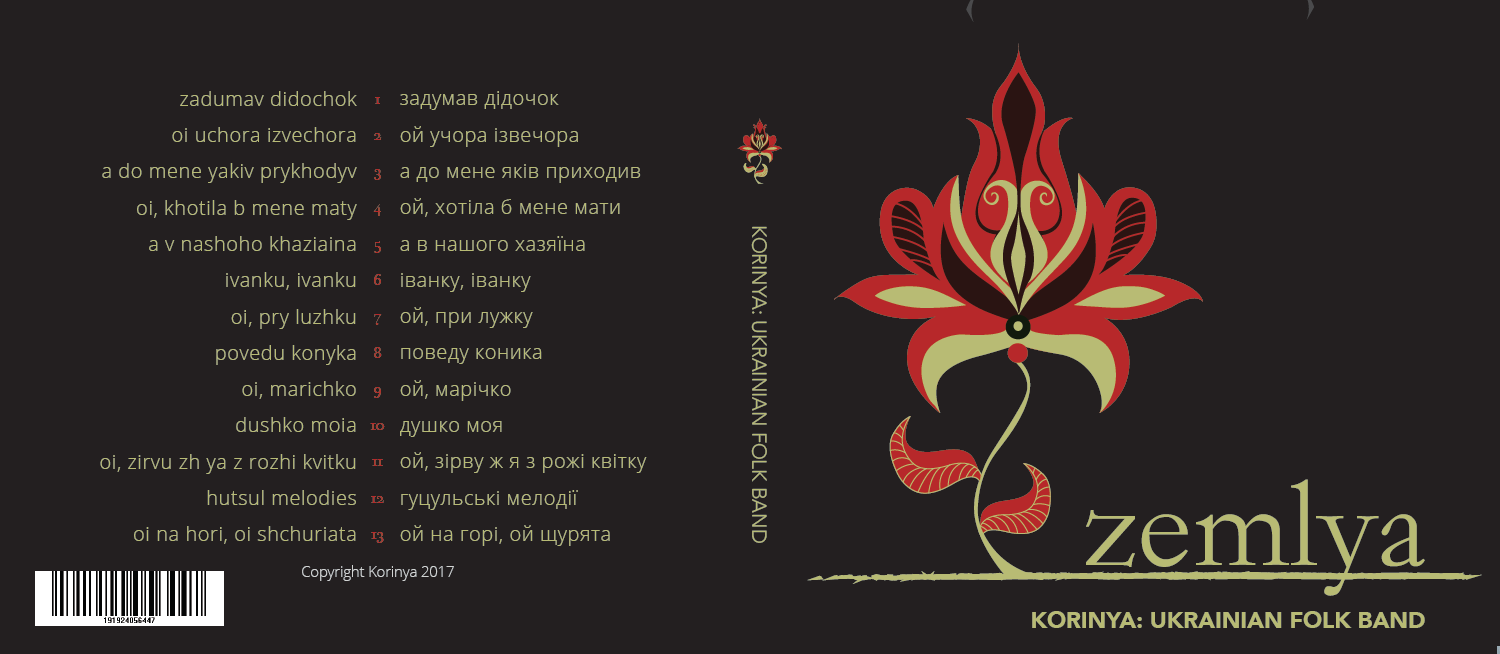 zadumav didochok 1 задумав дідочок
oi uchora izvechora 2 ой учора ізвечора
a do mene yakiv prykhodyv 3 а до мене яків приходив
oi, khotila b mene maty 4 ой, хотіла б мене мати
a v nashoho khaziaina 5 а в нашого хазяїна
ivanku, ivanku 6 іванку, іванку
oi, pry luzhku 7 ой, при лужку
povedu konyka 8 поведу коника
oi, marichko 9 ой, марічко
dushko moia 10 душко моя
oi, zirvu zh ya z rozhi kvitku 11 ой, зірву ж я з рожі квітку
hutsul melodies 12 гуцульські мелодії
oi na hori, oi shchuriata 13 ой на горі, ой щурята
Copyright Korinya 2017
191924056447
KORINYA: UKRAINIAN FOLK BAND
zemlya
KORINYA: UKRAINIAN FOLK BAND